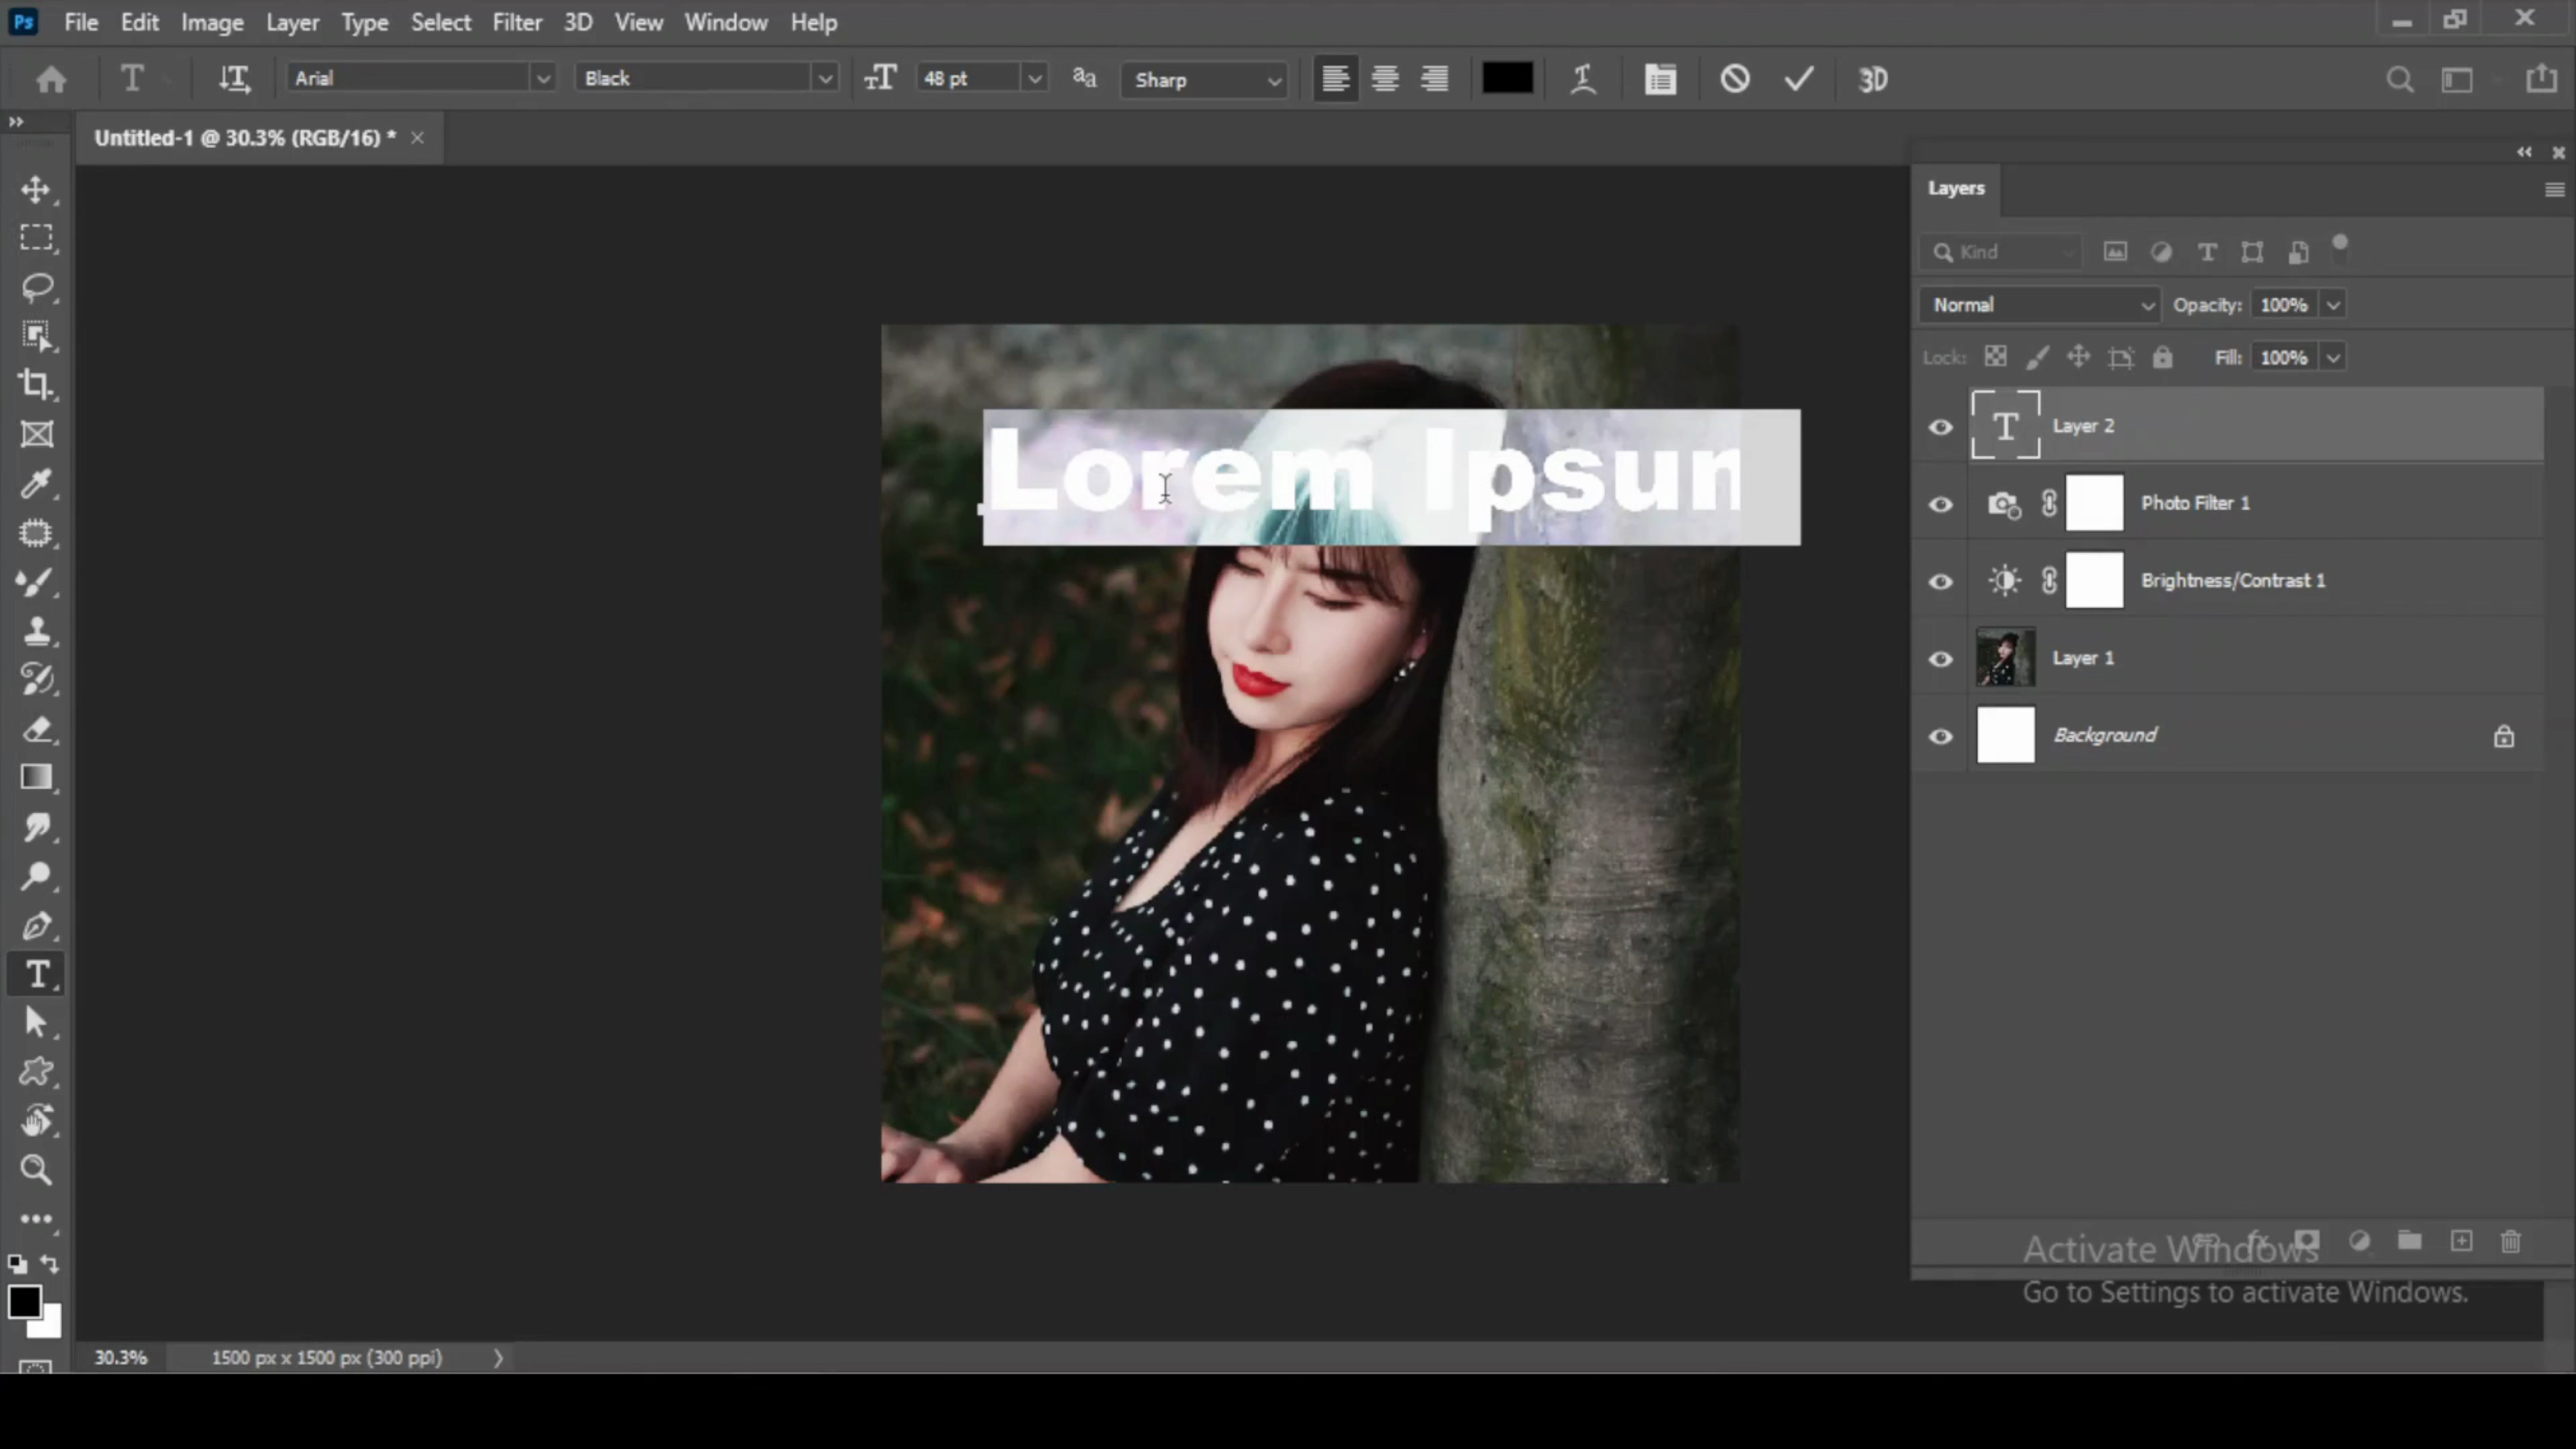 Ps File Edit Image Layer Type Select Filter 3D View Window Help
Arial Black 48 pt Sharp 3D
Untitled-1 @ 30.3% (RGB/16) *
Layers
Kind
Normal Opacity: 100%
Lock: Fill: 100%
Layer 2
Photo Filter 1
Brightness/Contrast 1
Layer 1
Background
Lorem Ipsum
Activate Windows
Go to Settings to activate Windows.
30.3% 1500 px x 1500 px (300 ppi)